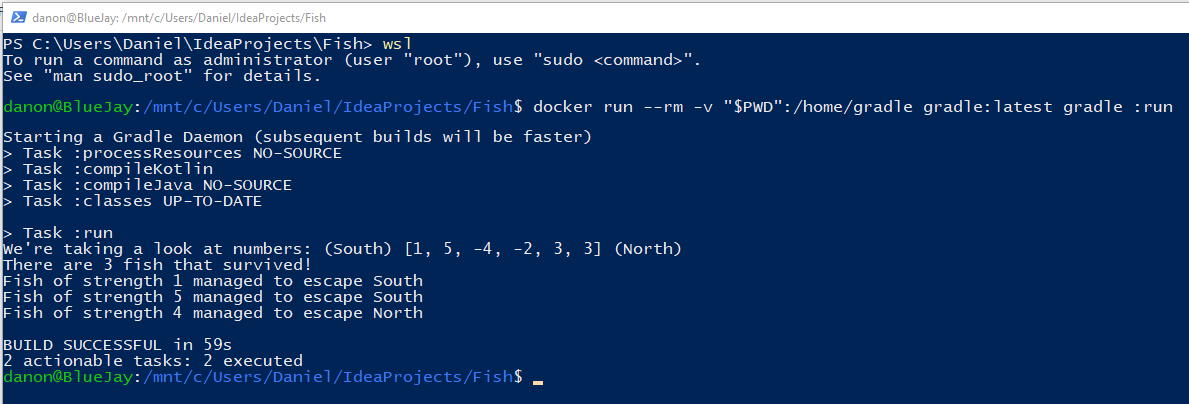 danon@BlueJay: /mnt/c/Users/Daniel/IdeaProjects/Fish
PS C:\Users\Daniel\IdeaProjects\Fish> wsl
To run a command as administrator (user "root"), use "sudo <command>".
See "man sudo_root" for details.
danon@BlueJay:/mnt/c/Users/Daniel/IdeaProjects/Fish$ docker run --rm -v "$PWD":/home/gradle gradle:latest gradle :run
Starting a Gradle Daemon (subsequent builds will be faster)
> Task :processResources NO-SOURCE
> Task :compileKotlin
> Task :compileJava NO-SOURCE
> Task :classes UP-TO-DATE
> Task :run
We're taking a look at numbers: (South) [1, 5, -4, -2, 3, 3] (North)
There are 3 fish that survived!
Fish of strength 1 managed to escape South
Fish of strength 5 managed to escape South
Fish of strength 4 managed to escape North
BUILD SUCCESSFUL in 59s
2 actionable tasks: 2 executed
danon@BlueJay:/mnt/c/Users/Daniel/IdeaProjects/Fish$